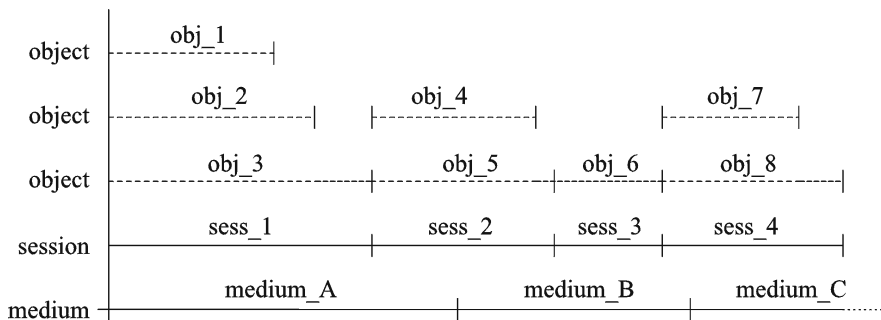 object obj_1
object obj_2 obj_4 obj_7
object obj_3 obj_5 obj_6 obj_8
session sess_1 sess_2 sess_3 sess_4
medium medium_A medium_B medium_C